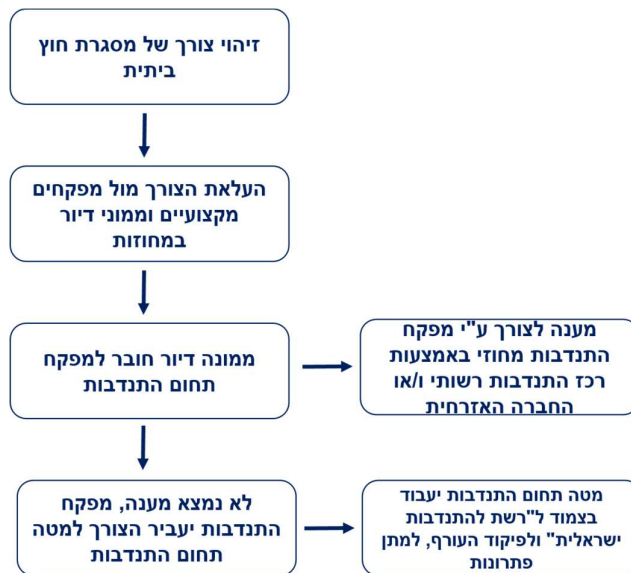 זיהוי צורך של מסגרת חוץ
ביתית
העלאת הצורך מול מפקחים
מקצועיים וממוני דיור
במחוזות
ממונה דיור חובר למפקח
תחום התנדבות
מענה לצורך ע"י מפקח
התנדבות מחוזי באמצעות
רכז התנדבות רשותי ו/או
החברה האזרחית
לא נמצא מענה, מפקח
התנדבות יעביר הצורך למטה
תחום התנדבות
מטה תחום התנדבות יעבוד
בצמוד ל"רשת להתנדבות
ישראלית" ולפיקוד העורף, למתן
פתרונות